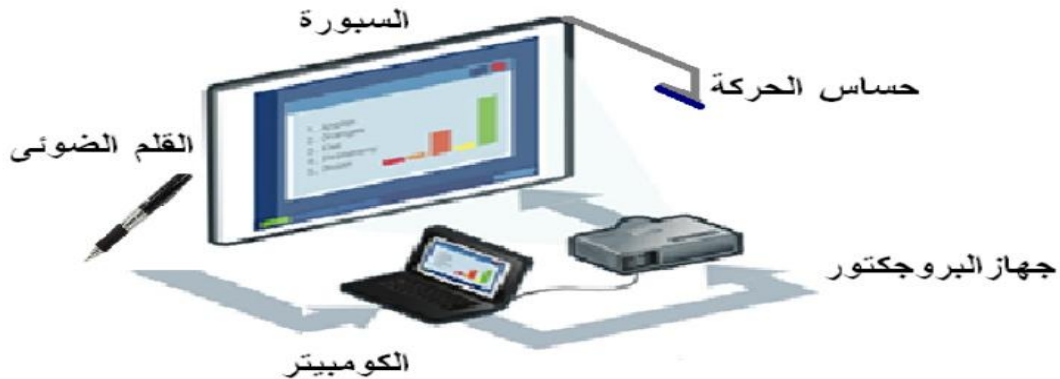 السبورة
حساس الحركة
القلم الضوئى
جهاز البروجكتور
الكومبيتر